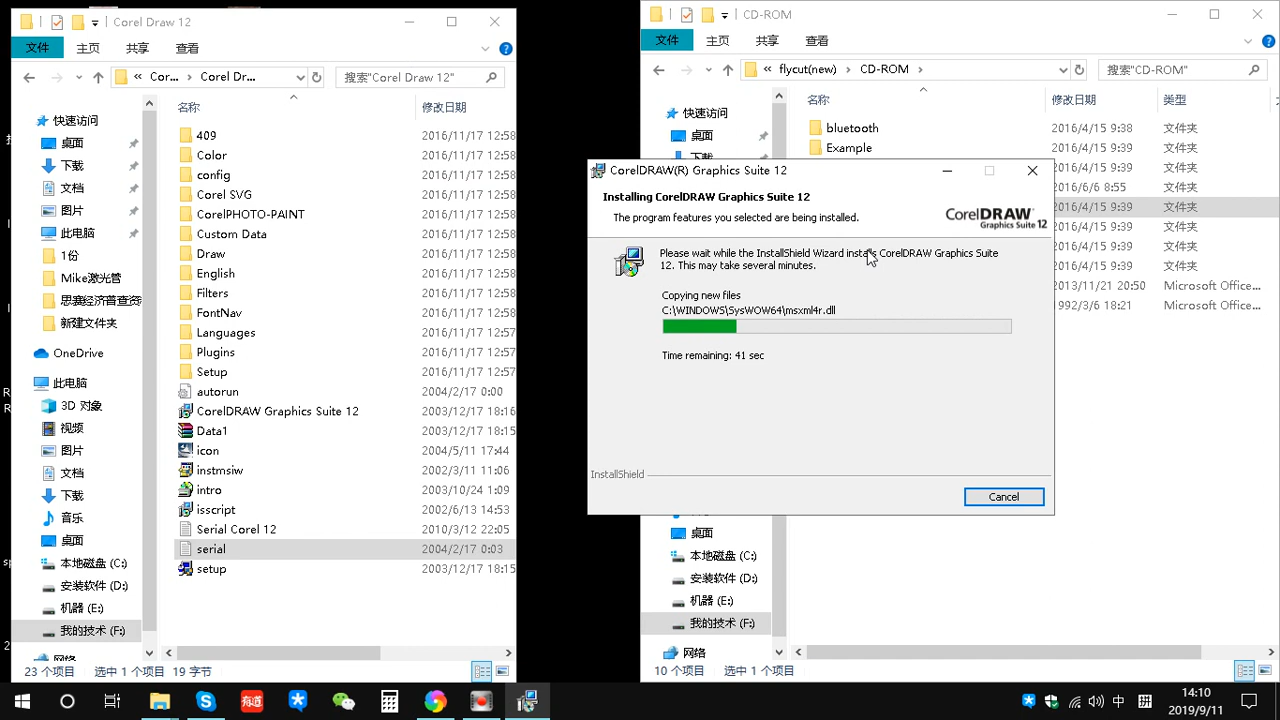 Corel Draw 12
文件 主页 共享 查看
« Cor... › Corel Dr...
搜索"Corel Draw 12"
名称 修改日期
快速访问
桌面
下载
文档
图片
此电脑
1份
Mike激光管
思赛经济普查资
新建文件夹
OneDrive
此电脑
3D 对象
视频
图片
文档
下载
音乐
桌面
本地磁盘 (C:)
安装软件 (D:)
机器 (E:)
我的技术 (F:)
网络
409 2016/11/17 12:58
Color 2016/11/17 12:58
config 2016/11/17 12:58
Corel SVG 2016/11/17 12:58
CorelPHOTO-PAINT 2016/11/17 12:58
Custom Data 2016/11/17 12:58
Draw 2016/11/17 12:58
English 2016/11/17 12:58
Filters 2016/11/17 12:58
FontNav 2016/11/17 12:58
Languages 2016/11/17 12:58
Plugins 2016/11/17 12:57
Setup 2016/11/17 12:57
autorun 2004/2/17 0:00
CorelDRAW Graphics Suite 12 2003/12/17 18:16
Data1 2003/12/17 18:15
icon 2004/5/11 17:44
instmsiw 2002/3/11 11:06
intro 2003/10/24 1:09
isscript 2002/6/13 14:53
Serial Corel 12 2010/3/12 22:05
serial 2004/2/17 0:03
setup 2003/12/17 18:15
23 个项目 选中 1 个项目 19 字节
CD-ROM
文件 主页 共享 查看
« flycut(new) › CD-ROM ›
搜索"CD-ROM"
名称 修改日期 类型
快速访问
桌面
下载
bluetooth 2016/4/15 9:38 文件夹
Example 2016/4/15 9:39 文件夹
2016/4/15 9:39 文件夹
2016/6/6 8:55 文件夹
2016/4/15 9:39 文件夹
2016/4/15 9:39 文件夹
2016/4/15 9:39 文件夹
2016/4/15 9:39 文件夹
2013/11/21 20:50 Microsoft Office...
1992/3/6 18:21 Microsoft Office...
CorelDRAW(R) Graphics Suite 12
Installing CorelDRAW Graphics Suite 12
The program features you selected are being installed.
CorelDRAW
Graphics Suite 12
Please wait while the InstallShield Wizard installs CorelDRAW Graphics Suite
12. This may take several minutes.
Copying new files
C:\WINDOWS\SysWOW64\msxml4r.dll
Time remaining: 41 sec
InstallShield
Cancel
桌面
本地磁盘 (C:)
安装软件 (D:)
机器 (E:)
我的技术 (F:)
网络
10 个项目 选中 1 个项目
有道
中 拼
14:10
2019/9/11